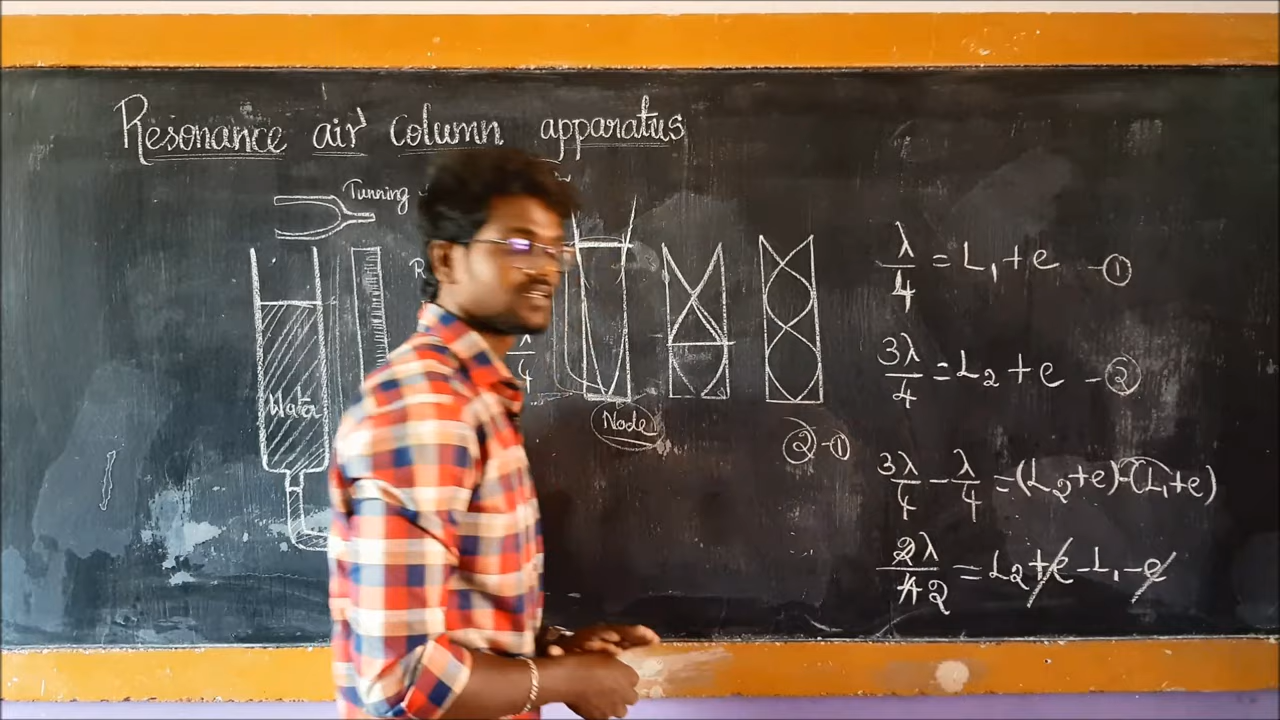 Resonance air column apparatus
Tunning
R
Water
λ/4
Node
λ/4 = L₁+e -①
3λ/4 = L₂+e -②
②-①
3λ/4 - λ/4 = (L₂+e)-(L₁+e)
2λ/42 = L₂+e-L₁-e